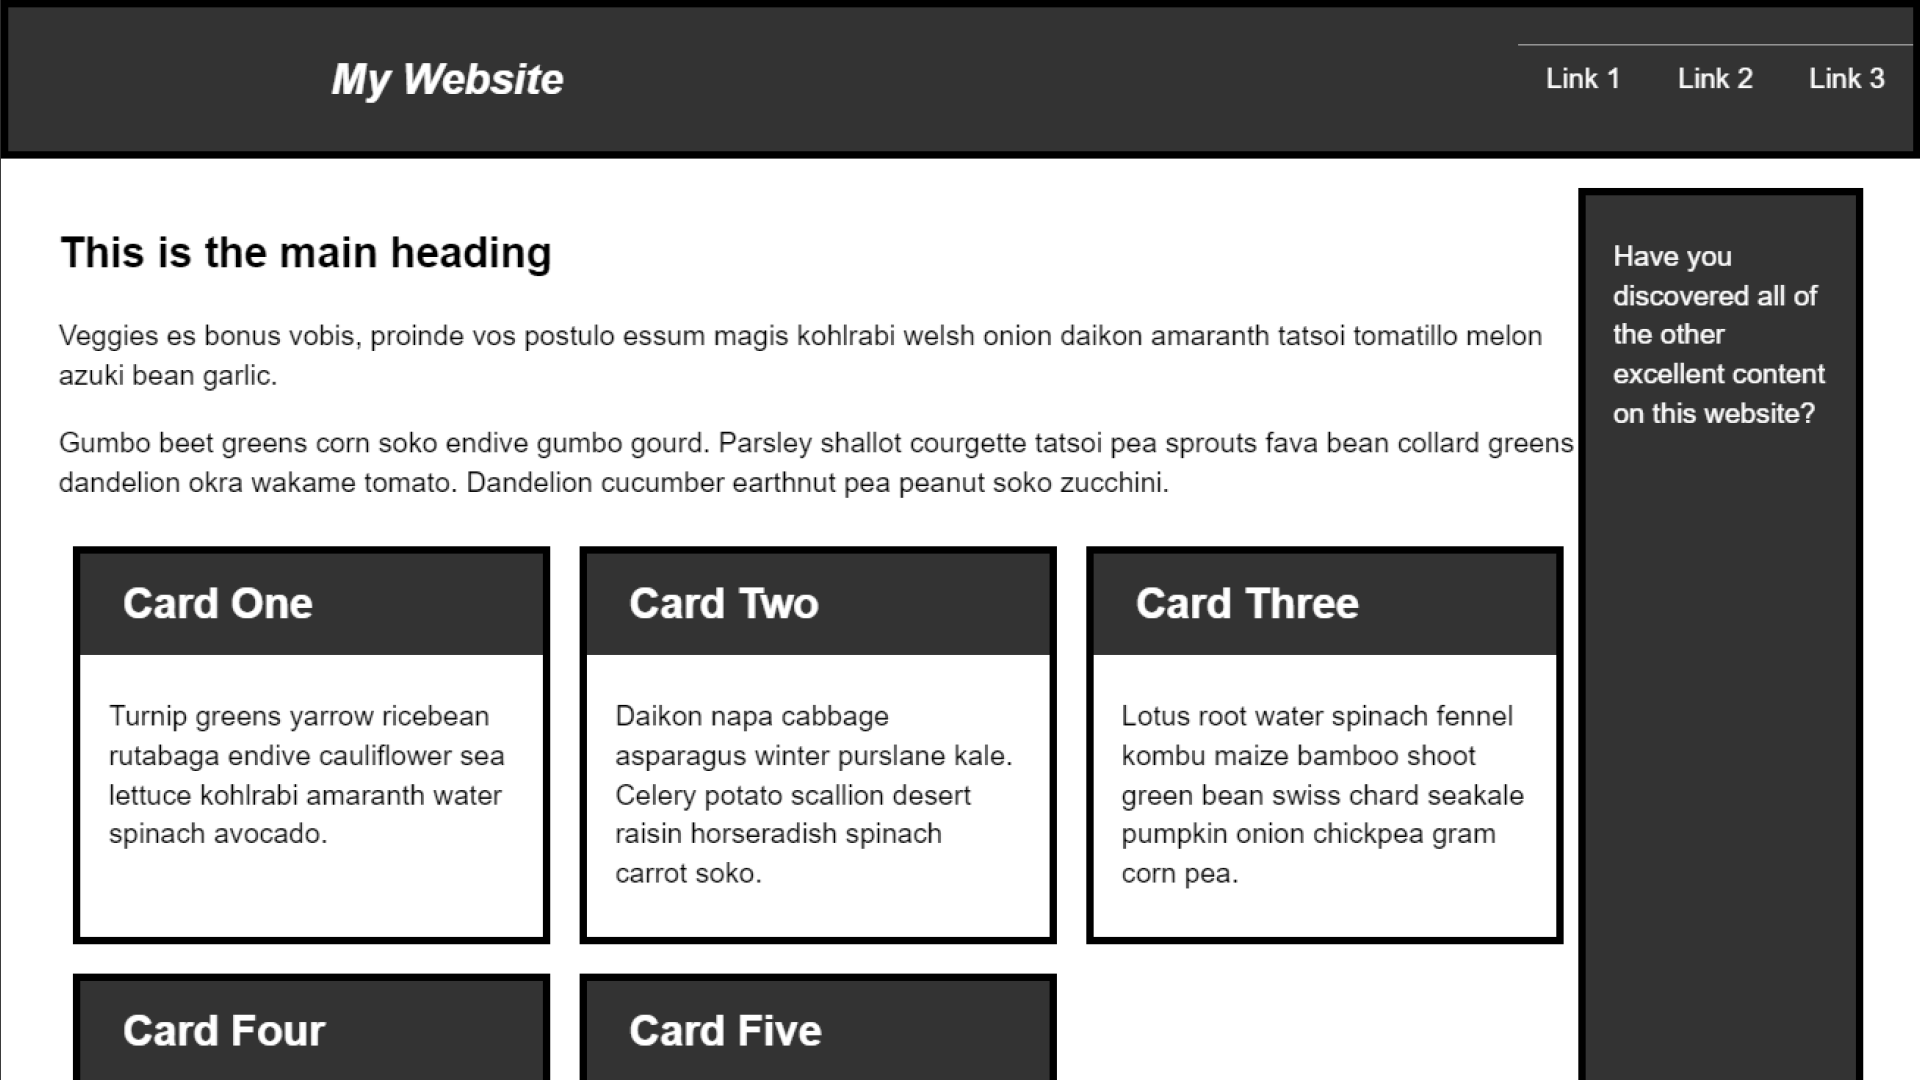 My Website
Link 1 Link 2 Link 3
This is the main heading
Veggies es bonus vobis, proinde vos postulo essum magis kohlrabi welsh onion daikon amaranth tatsoi tomatillo melon
azuki bean garlic.
Gumbo beet greens corn soko endive gumbo gourd. Parsley shallot courgette tatsoi pea sprouts fava bean collard greens
dandelion okra wakame tomato. Dandelion cucumber earthnut pea peanut soko zucchini.
Have you
discovered all of
the other
excellent content
on this website?
Card One
Turnip greens yarrow ricebean
rutabaga endive cauliflower sea
lettuce kohlrabi amaranth water
spinach avocado.
Card Two
Daikon napa cabbage
asparagus winter purslane kale.
Celery potato scallion desert
raisin horseradish spinach
carrot soko.
Card Three
Lotus root water spinach fennel
kombu maize bamboo shoot
green bean swiss chard seakale
pumpkin onion chickpea gram
corn pea.
Card Four
Card Five